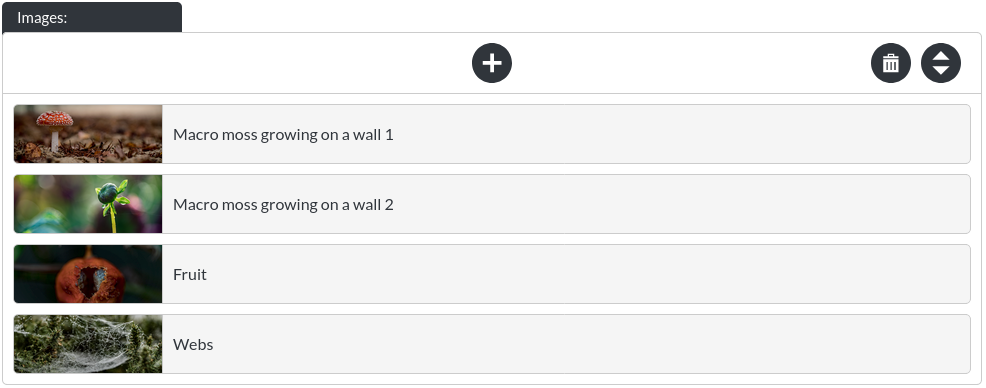 Images:
Macro moss growing on a wall 1
Macro moss growing on a wall 2
Fruit
Webs